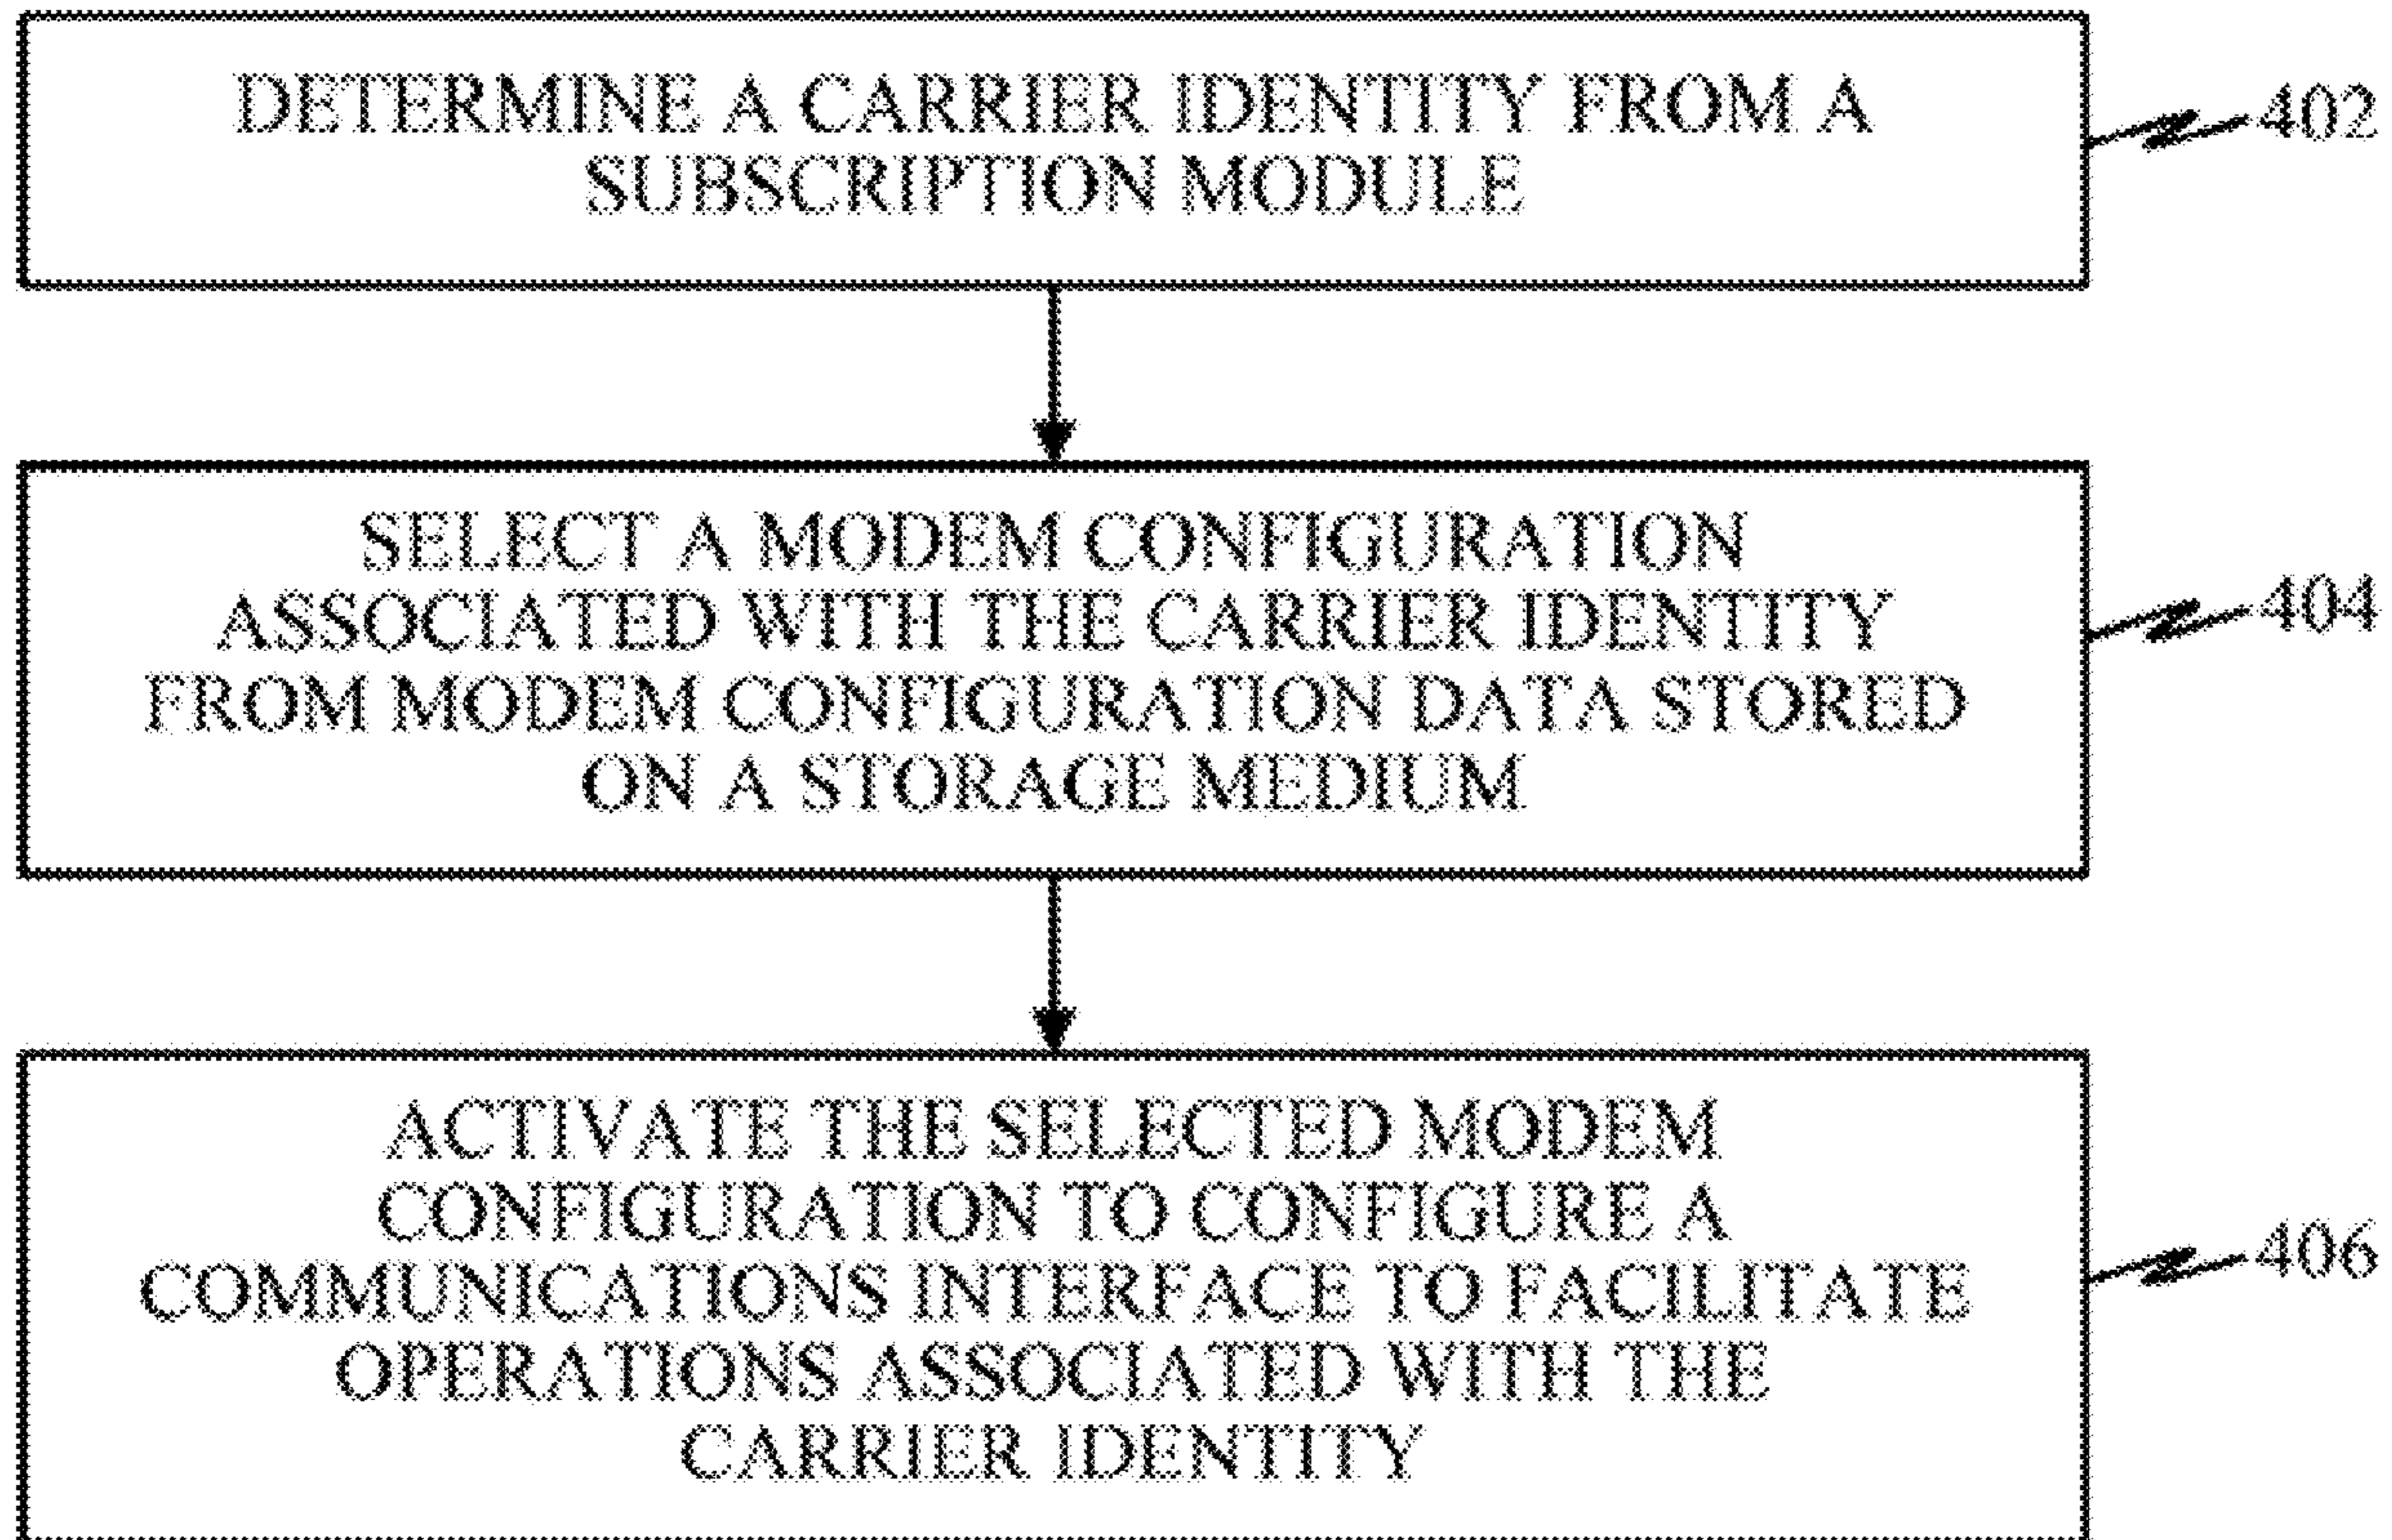 DETERMINE A CARRIER IDENTITY FROM A
SUBSCRIPTION MODULE
402
SELECT A MODEM CONFIGURATION
ASSOCIATED WITH THE CARRIER IDENTITY
FROM MODEM CONFIGURATION DATA STORED
ON A STORAGE MEDIUM
404
ACTIVATE THE SELECTED MODEM
CONFIGURATION TO CONFIGURE A
COMMUNICATIONS INTERFACE TO FACILITATE
OPERATIONS ASSOCIATED WITH THE
CARRIER IDENTITY
406